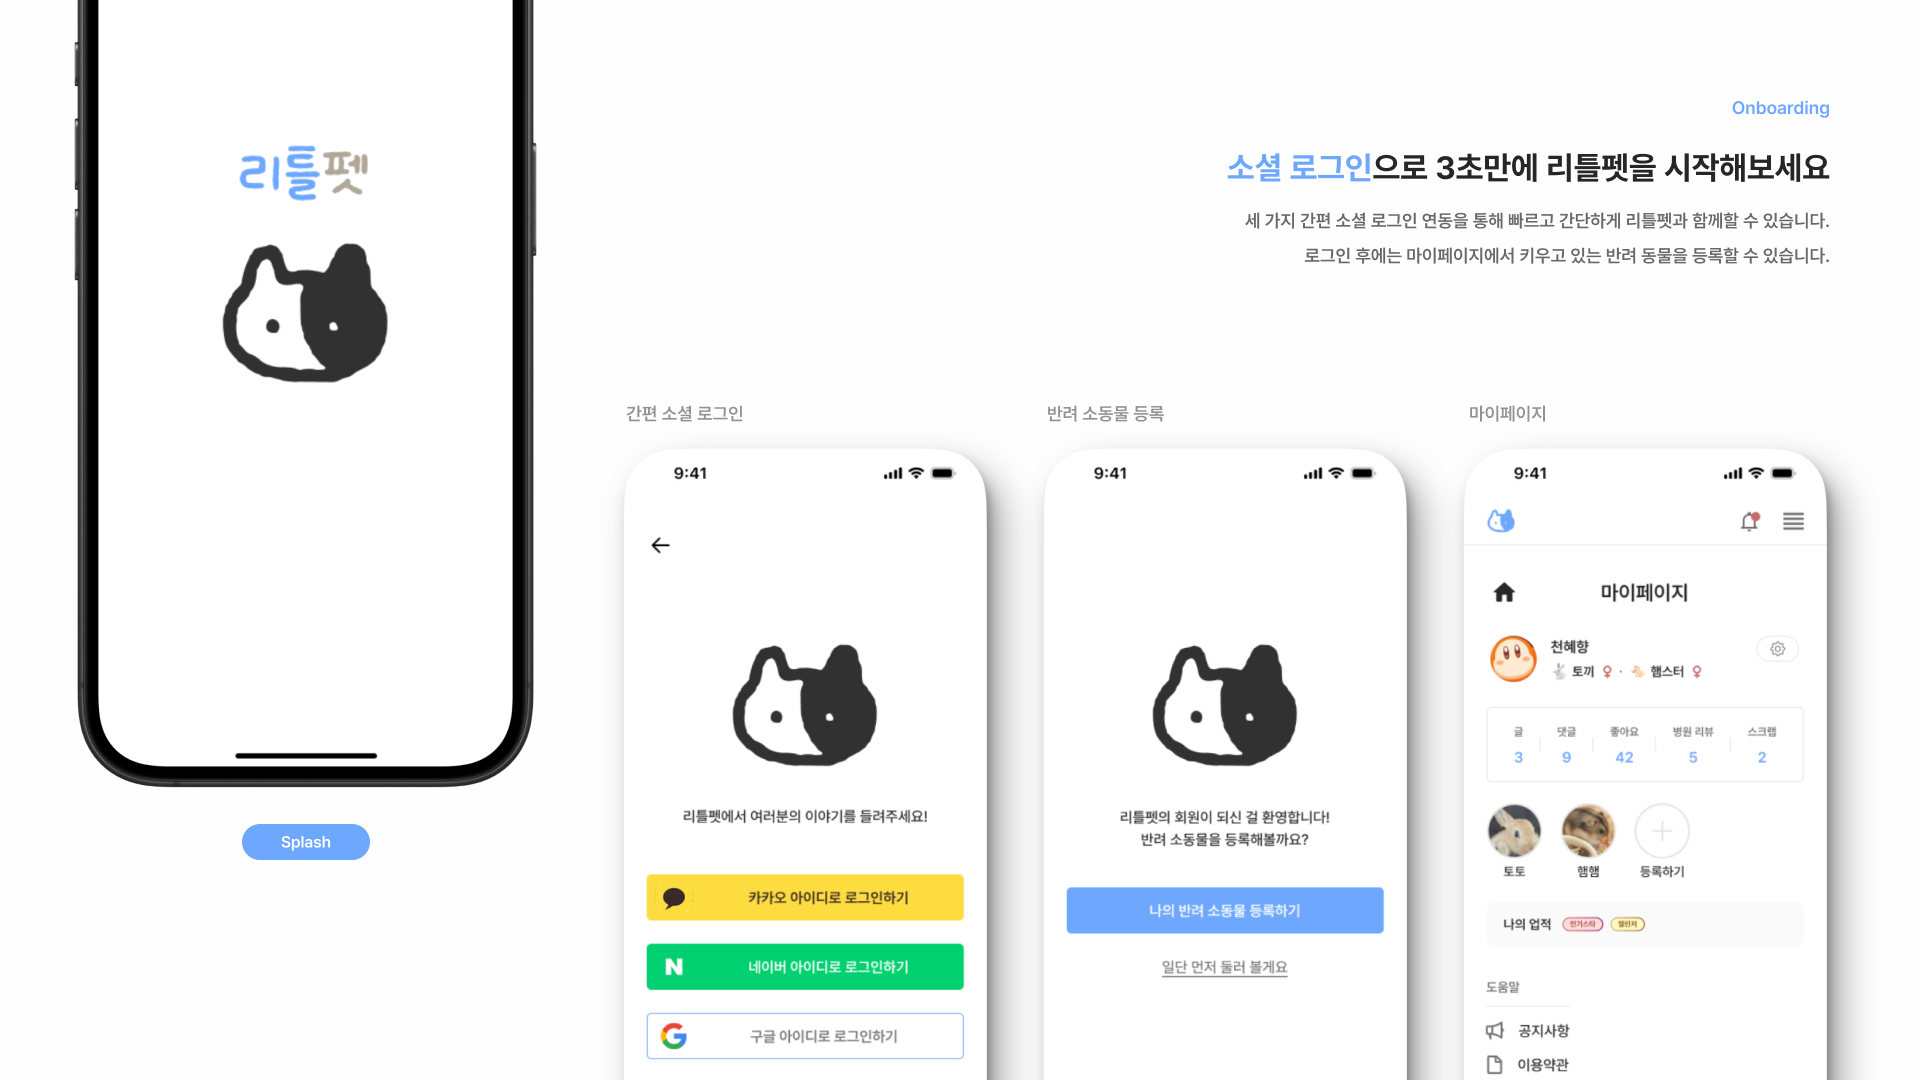 리틀펫
Splash
Onboarding
소셜 로그인으로 3초만에 리틀펫을 시작해보세요
세 가지 간편 소셜 로그인 연동을 통해 빠르고 간단하게 리틀펫과 함께할 수 있습니다.
로그인 후에는 마이페이지에서 키우고 있는 반려 동물을 등록할 수 있습니다.
간편 소셜 로그인
9:41
리틀펫에서 여러분의 이야기를 들려주세요!
카카오 아이디로 로그인하기
N 네이버 아이디로 로그인하기
G 구글 아이디로 로그인하기
반려 소동물 등록
9:41
리틀펫의 회원이 되신 걸 환영합니다!
반려 소동물을 등록해볼까요?
나의 반려 소동물 등록하기
일단 먼저 둘러 볼게요
마이페이지
9:41
마이페이지
천혜향
토끼 ♀ · 햄스터 ♀
글 댓글 좋아요 병원 리뷰 스크랩
3 9 42 5 2
토토 햄햄 등록하기
나의 업적 인기스타 챌린저
도움말
공지사항
이용약관